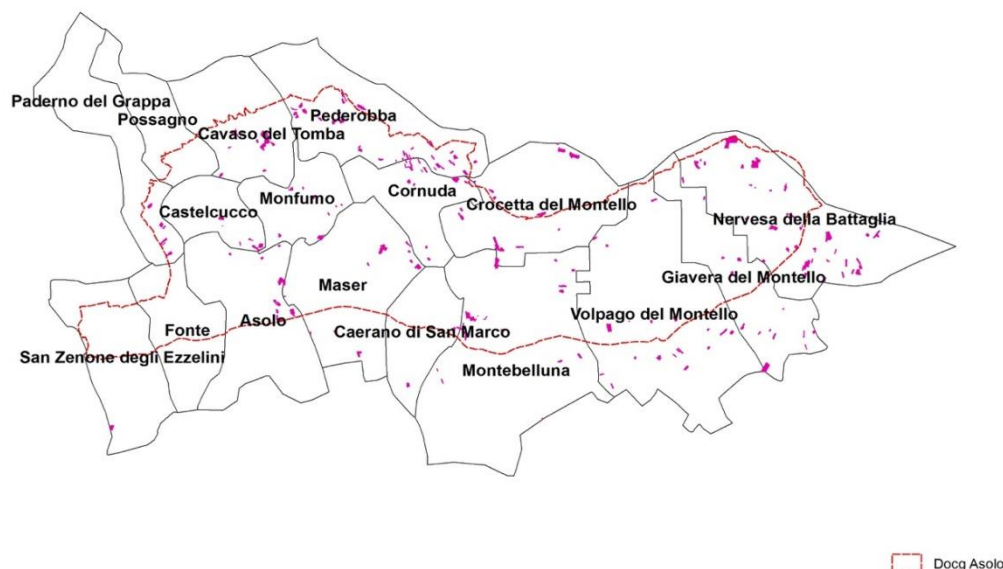 Paderno del Grappa
Possagno
Pederobba
Cavaso del Tomba
Cornuda
Monfumo
Crocetta del Montello
Castelcucco
Nervesa della Battaglia
Giavera del Montello
Maser
Volpago del Montello
Asolo
Fonte
Caerano di San Marco
San Zenone degli Ezzelini
Montebelluna
Docg Asolo